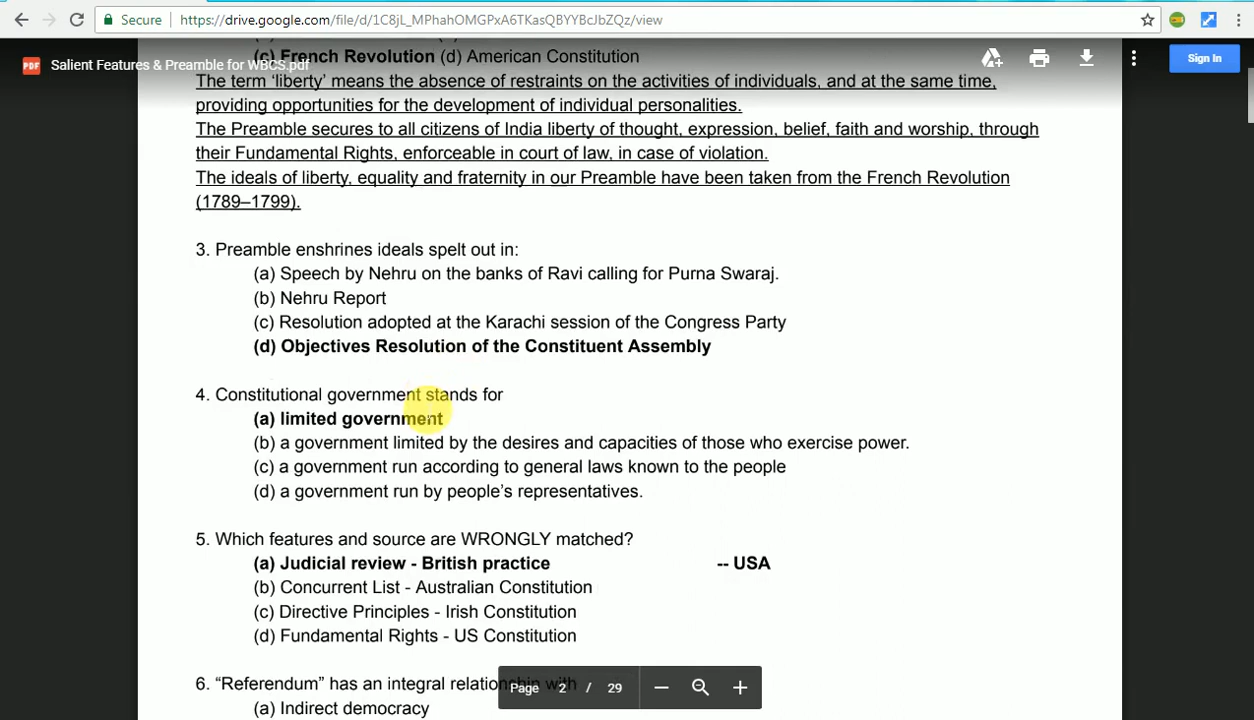 Secure https://drive.google.com/file/d/1C8jL_MPhahOMGPxA6TKasQBYYBcJbZQz/view
(c) French Revolution (d) American Constitution
PDF Salient Features & Preamble for WBCS.pdf Sign In
The term ‘liberty’ means the absence of restraints on the activities of individuals, and at the same time,
providing opportunities for the development of individual personalities.
The Preamble secures to all citizens of India liberty of thought, expression, belief, faith and worship, through
their Fundamental Rights, enforceable in court of law, in case of violation.
The ideals of liberty, equality and fraternity in our Preamble have been taken from the French Revolution
(1789–1799).
3. Preamble enshrines ideals spelt out in:
(a) Speech by Nehru on the banks of Ravi calling for Purna Swaraj.
(b) Nehru Report
(c) Resolution adopted at the Karachi session of the Congress Party
(d) Objectives Resolution of the Constituent Assembly
4. Constitutional government stands for
(a) limited government
(b) a government limited by the desires and capacities of those who exercise power.
(c) a government run according to general laws known to the people
(d) a government run by people’s representatives.
5. Which features and source are WRONGLY matched?
(a) Judicial review - British practice -- USA
(b) Concurrent List - Australian Constitution
(c) Directive Principles - Irish Constitution
(d) Fundamental Rights - US Constitution
6. “Referendum” has an integral relationship with
(a) Indirect democracy
Page 2 / 29